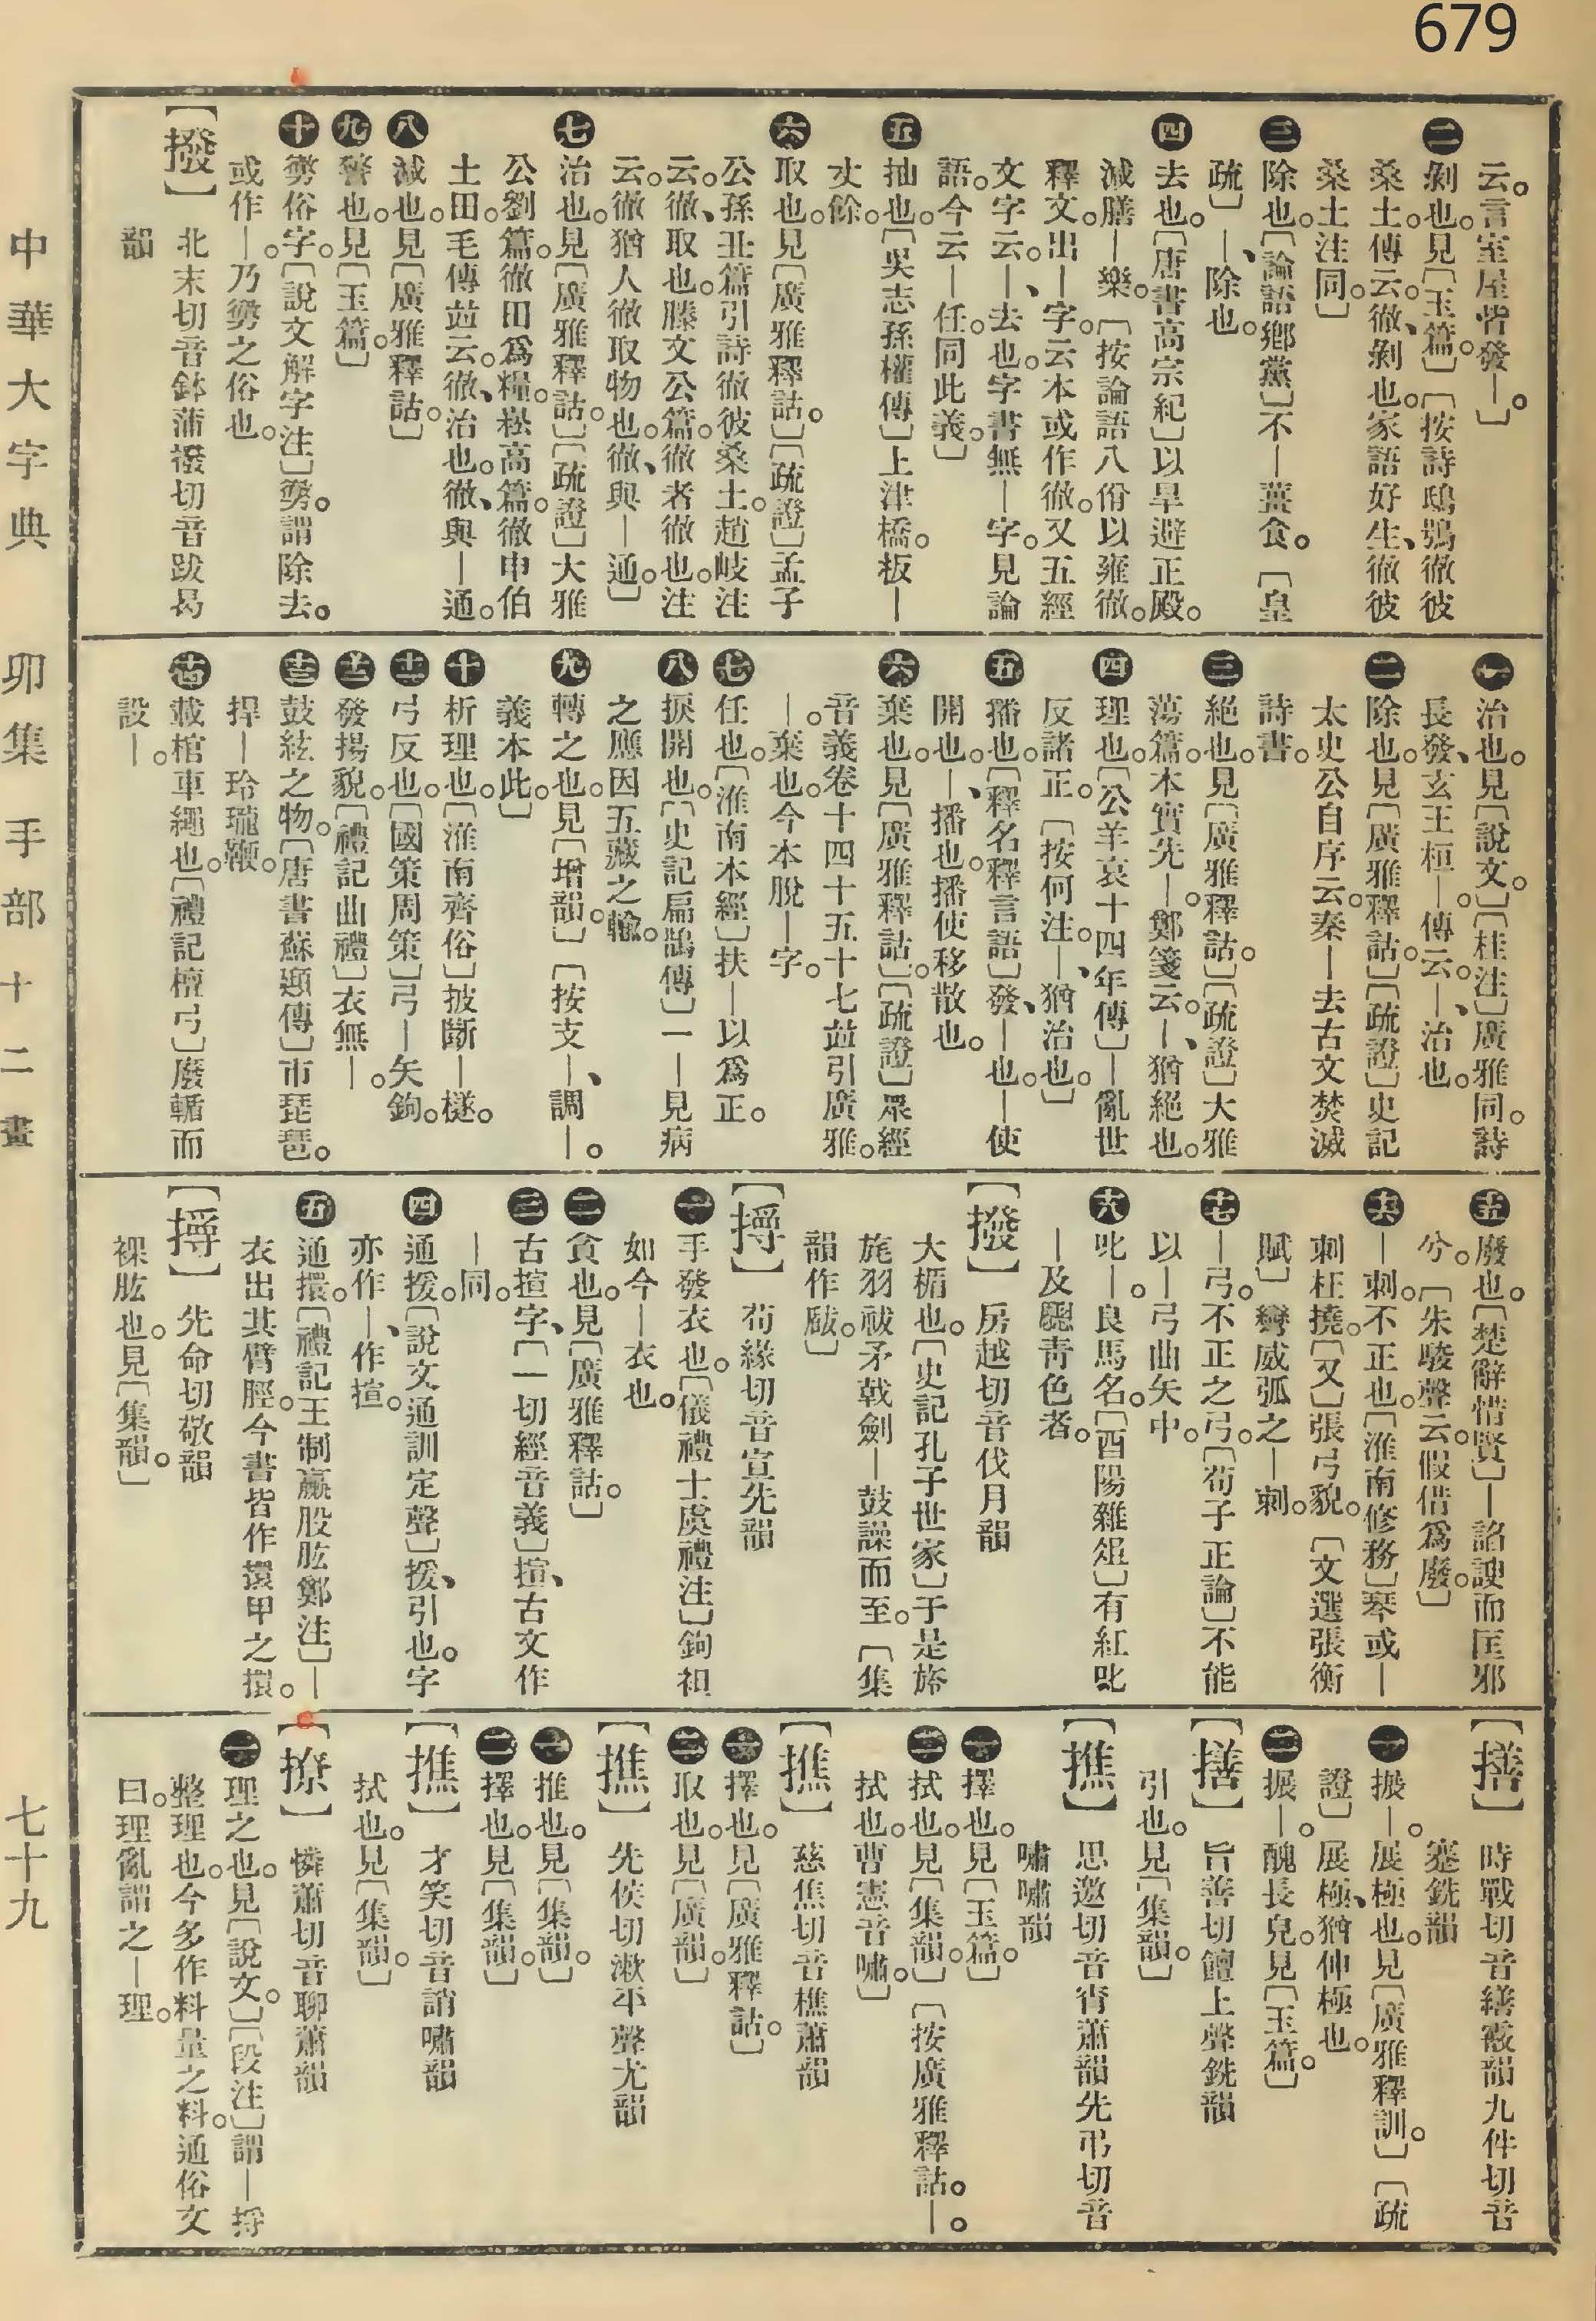 679
云。言室屋皆發—。〕
㊁剝也。見〔玉篇。〕〔按詩鴟鴞徹彼
桑土。傳云。徹、剝也。家語好生、徹彼
桑土注同。〕
㊂除也。〔論語鄉黨〕不—薑食。〔皇
疏〕—、除也。
㊃去也。〔唐書高宗紀〕以旱避正殿。
減膳—樂。〔按論語八佾以雍徹。
釋文。出—字。云本或作徹。又五經
文字云。—、去也。字書無—字。見論
語。今云—任。同此義。〕
㊄抽也。〔吳志孫權傳〕上津橋。板—
丈餘。
㊅取也。見〔廣雅釋詁。〕〔疏證〕孟子
公孫丑篇引詩徹彼桑土。趙岐注
云。徹、取也。滕文公篇。徹者徹也。注
云。徹猶人徹取物也。徹、與—通。〕
㊆治也。見〔廣雅釋詁。〕〔疏證〕大雅
公劉篇。徹田爲糧。崧高篇。徹申伯
土田。毛傳竝云。徹、治也。徹、與—通。
㊇減也。見〔廣雅釋詁。〕
㊈發也。見〔玉篇。〕
㊉㔃俗字。〔說文解字注〕㔃。謂除去。
或作—。乃㔃之俗也。
〔撥〕　北末切音鉢蒲撥切音跋曷
韻
㊀治也。見〔說文。〕〔桂注〕廣雅同。詩
長發、玄王桓—。傳云。—、治也。
㊁除也。見〔廣雅釋詁。〕〔疏證〕史記
太史公自序云。秦—去古文焚滅
詩書。
㊂絕也。見〔廣雅釋詁。〕〔疏證〕大雅
蕩篇。本實先—。鄭箋云。—、猶絕也。
㊃理也。〔公羊哀十四年傳〕—亂世
反諸正。〔按何注。—、猶治也。〕
㊄播也。〔釋名釋言語〕發、—也。—使
開也。—、播也。播使移散也。
㊅棄也。見〔廣雅釋詁。〕〔疏證〕眾經
音義卷十四十五十七竝引廣雅。
—。棄也。今本脫—字。
㊆任也。〔淮南本經〕扶—以爲正。
㊇捩開也。〔史記扁鵲傳〕一—見病
之應因五藏之輸。
㊈轉之也。見〔增韻。〕〔按支—、調—。
義本此。〕
㊉析理也。〔淮南齊俗〕披斷—檖。
⑪弓反也。〔國策周策〕弓—矢鉤。
⑫發揚貌。〔禮記曲禮〕衣無—。
⑬鼓絃之物。〔唐書蘇頲傳〕市琵琶。
捍—玲瓏鞭。
⑭載棺車繩也。〔禮記檀弓〕廢輴而
設—。
⑮廢也。〔楚辭惜賢〕—諂諛而匡邪
兮。〔朱駿聲云。假借爲廢。〕
⑯—刺。不正也。〔淮南修務〕琴或—
刺枉撓。〔又〕張弓貌。〔文選張衡
賦〕彎威弧之—刺。
⑰—弓。不正之弓。〔荀子正論〕不能
以—弓曲矢中。
⑱叱—。良馬名。〔酉陽雜俎〕有紅叱
—及驄青色者。
〔撥〕　房越切音伐月韻
大楯也。〔史記孔子世家〕于是旍
旄羽祓矛戟劍—鼓譟而至。〔集
韻作瞂。〕
〔撏〕　荀緣切音宣先韻
㊀手發衣也。〔儀禮士虞禮注〕鉤袒
如今—衣也。
㊁貪也。見〔廣雅釋詁。〕
㊂古揎字、〔一切經音義〕揎、古文作
—同。
㊃通援。〔說文通訓定聲〕援、引也。字
亦作—、作揎。
㊄通擐。〔禮記王制臝股肱鄭注〕—
衣出其臂脛。今書皆作擐甲之擐。
〔撏〕　先命切敬韻
裸肱也。見〔集韻。〕
〔撍〕　時戰切音繕霰韻九件切音
蹇銑韻
㊀搌—。展極、也。見〔廣雅釋訓。〕〔疏
證〕展極猶伸極也。
㊁搌—。醜長皃。見〔玉篇。〕
〔撍〕　旨善切饘上聲銑韻
引也。見〔集韻。〕
〔撨〕　思邀切音宵蕭韻先弔切音
嘯嘯韻
㊀擇也。見〔玉篇。〕
㊁拭也。見〔集韻。〕〔按廣雅釋詁。—。
拭也。曹憲音嘯。〕
〔撨〕　慈焦切音樵蕭韻
㊀擇也。見〔廣雅釋詁。〕
㊁取也。見〔廣韻。〕
〔撨〕　先侯切漱平聲尤韻
㊀推也。見〔集韻。〕
㊁擇也。見〔集韻。〕
〔撨〕　才笑切音誚嘯韻
拭也。見〔集韻。〕
〔撩〕　憐蕭切音聊蕭韻
㊀理之也。見〔說文。〕〔段注〕謂—捋
整理也。今多作料量之料。通俗文
曰。理亂謂之—理。
中華大字典　卯集　手部　十二畫　七十九